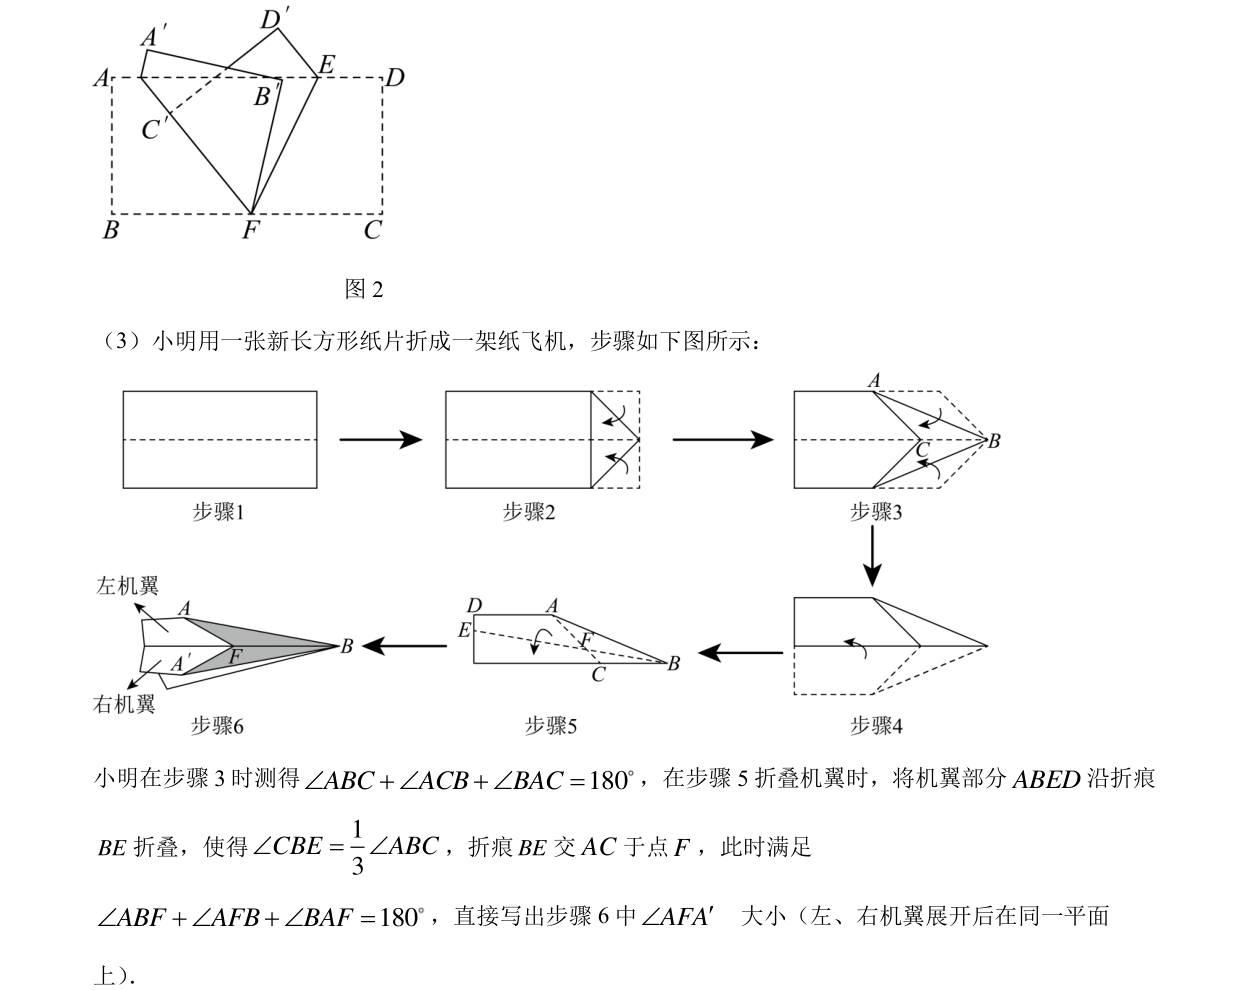 D′
A′
A
E
D
B′
C′
B
F
C
图 2
（3）小明用一张新长方形纸片折成一架纸飞机，步骤如下图所示：
A
C
B
步骤1
步骤2
步骤3
左机翼
A
B
F
A′
右机翼
D
A
E
F
B
C
步骤6
步骤5
步骤4
小明在步骤 3 时测得∠ABC + ∠ACB + ∠BAC = 180°，在步骤 5 折叠机翼时，将机翼部分 ABED 沿折痕
BE 折叠，使得∠CBE = 1/3 ∠ABC，折痕 BE 交 AC 于点 F，此时满足
∠ABF + ∠AFB + ∠BAF = 180°，直接写出步骤 6 中∠AFA′ 大小（左、右机翼展开后在同一平面
上）.